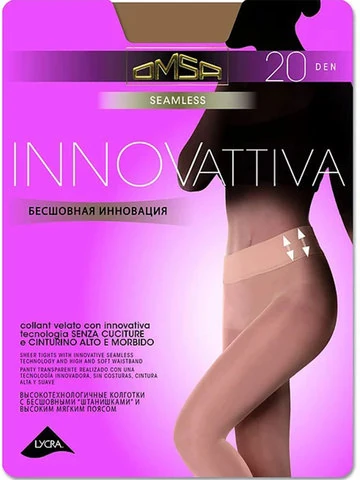 OMSA
20 DEN
SEAMLESS
INNOVATTIVA
БЕСШОВНАЯ ИННОВАЦИЯ
collant velato con innovativa
tecnologia SENZA CUCITURE
e CINTURINO ALTO E MORBIDO
SHEER TIGHTS WITH INNOVATIVE SEAMLESS
TECHNOLOGY AND HIGH AND SOFT WAISTBAND
PANTY TRANSPARENTE REALIZADO CON UNA
TECNOLOGÍA INNOVADORA, SIN COSTURAS, CINTURA
ALTA Y SUAVE
ВЫСОКОТЕХНОЛОГИЧНЫЕ КОЛГОТКИ
С БЕСШОВНЫМИ "ШТАНИШКАМИ" И
ВЫСОКИМ МЯГКИМ ПОЯСОМ
LYCRA